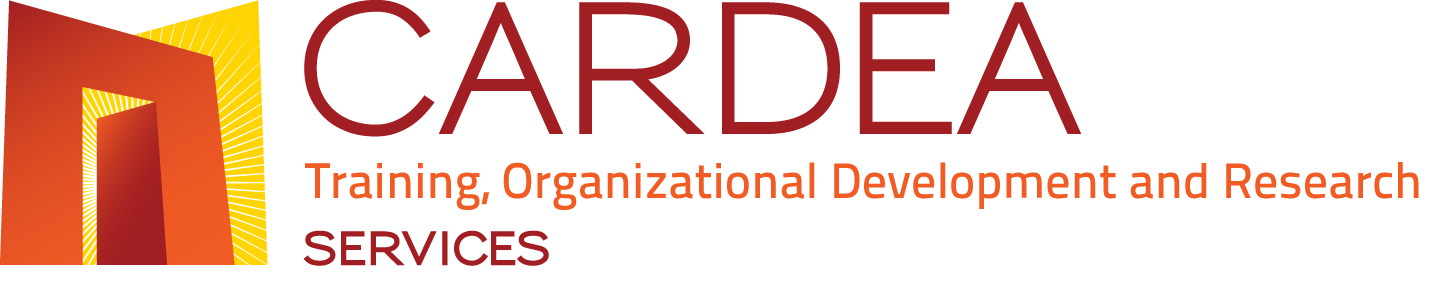 CARDEA
Training, Organizational Development and Research
SERVICES